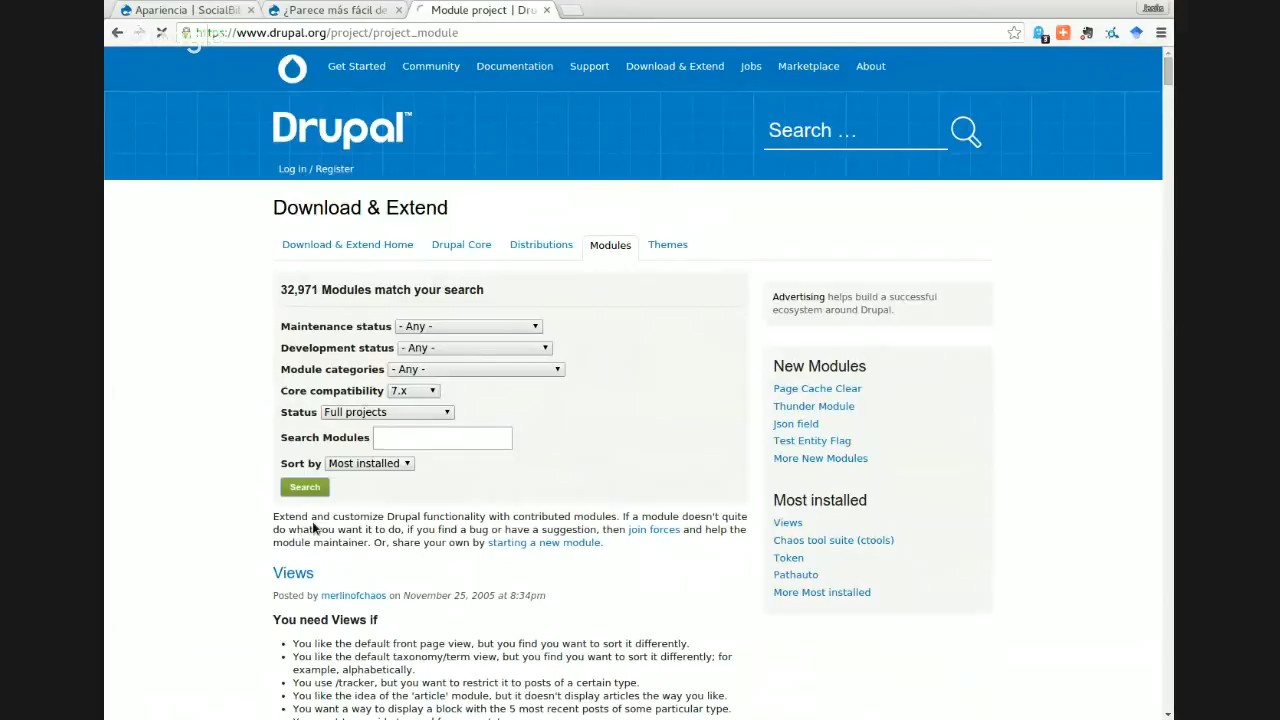 Apariencia | SocialBil
¿Parece más fácil de
Module project | Dru
https://www.drupal.org/project/project_module
Get Started
Community
Documentation
Support
Download & Extend
Jobs
Marketplace
About
Drupal™
Search ...
Log in / Register
Download & Extend
Download & Extend Home
Drupal Core
Distributions
Modules
Themes
32,971 Modules match your search
Maintenance status - Any -
Development status - Any -
Module categories - Any -
Core compatibility 7.x
Status Full projects
Search Modules
Sort by Most installed
Search
Extend and customize Drupal functionality with contributed modules. If a module doesn't quite
do what you want it to do, if you find a bug or have a suggestion, then join forces and help the
module maintainer. Or, share your own by starting a new module.
Views
Posted by merlinofchaos on November 25, 2005 at 8:34pm
You need Views if
• You like the default front page view, but you find you want to sort it differently.
• You like the default taxonomy/term view, but you find you want to sort it differently; for
example, alphabetically.
• You use /tracker, but you want to restrict it to posts of a certain type.
• You like the idea of the 'article' module, but it doesn't display articles the way you like.
• You want a way to display a block with the 5 most recent posts of some particular type.
Advertising helps build a successful
ecosystem around Drupal.
New Modules
Page Cache Clear
Thunder Module
Json field
Test Entity Flag
More New Modules
Most installed
Views
Chaos tool suite (ctools)
Token
Pathauto
More Most installed